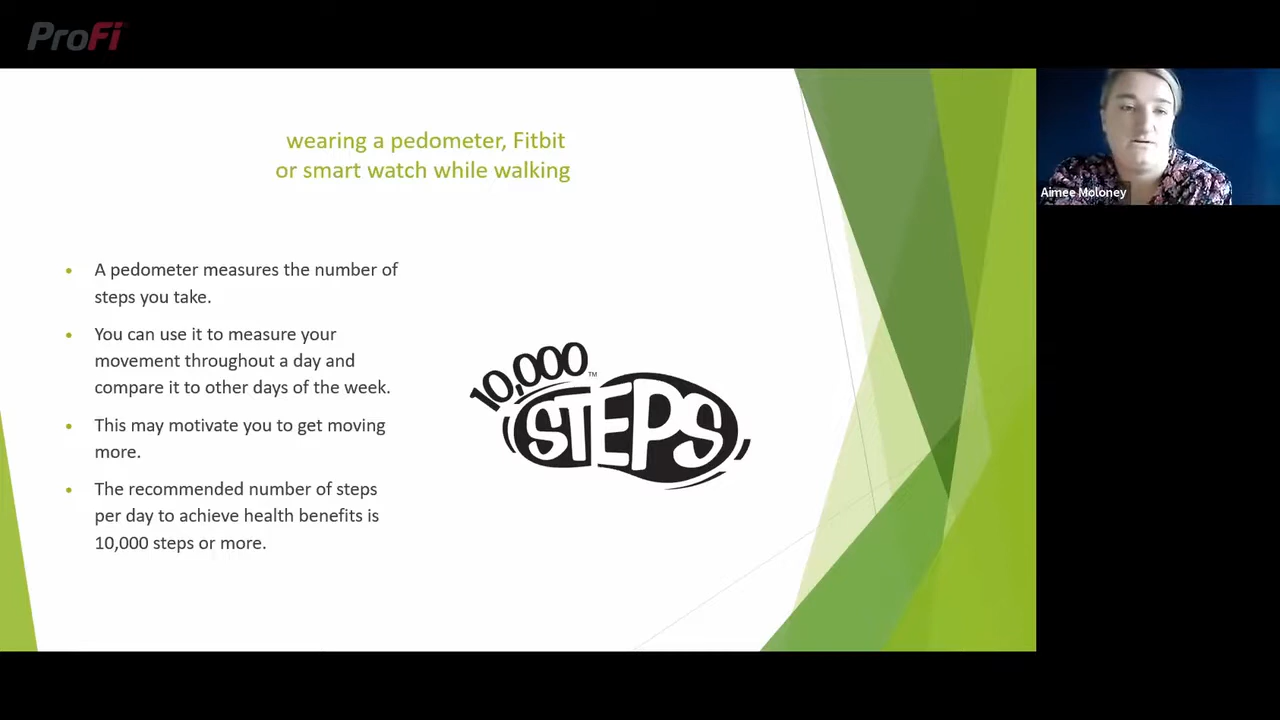 ProFi
wearing a pedometer, Fitbit
or smart watch while walking
Aimee Moloney
• A pedometer measures the number of
steps you take.
• You can use it to measure your
movement throughout a day and
compare it to other days of the week.
• This may motivate you to get moving
more.
• The recommended number of steps
per day to achieve health benefits is
10,000 steps or more.
10,000 TM
STEPS